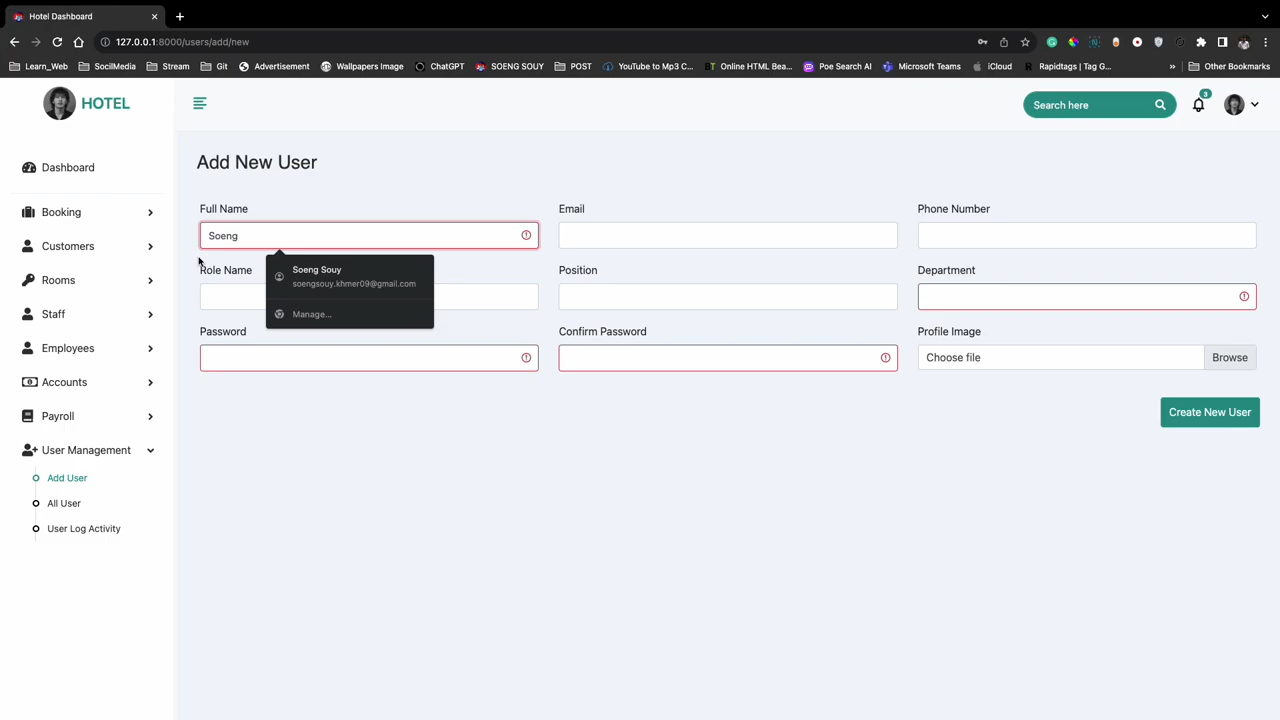 Hotel Dashboard
127.0.0.1:8000/users/add/new
Learn_Web SocilMedia Stream Git Advertisement Wallpapers Image ChatGPT SOENG SOUY POST YouTube to Mp3 C... Online HTML Bea... Poe Search AI Microsoft Teams iCloud Rapidtags | Tag G... » Other Bookmarks
HOTEL
Search here
3
Dashboard
Booking
Customers
Rooms
Staff
Employees
Accounts
Payroll
User Management
Add User
All User
User Log Activity
Add New User
Full Name Email Phone Number
Soeng
Soeng Souy
soengsouy.khmer09@gmail.com
Manage...
Role Name Position Department
Password Confirm Password Profile Image
Choose file Browse
Create New User